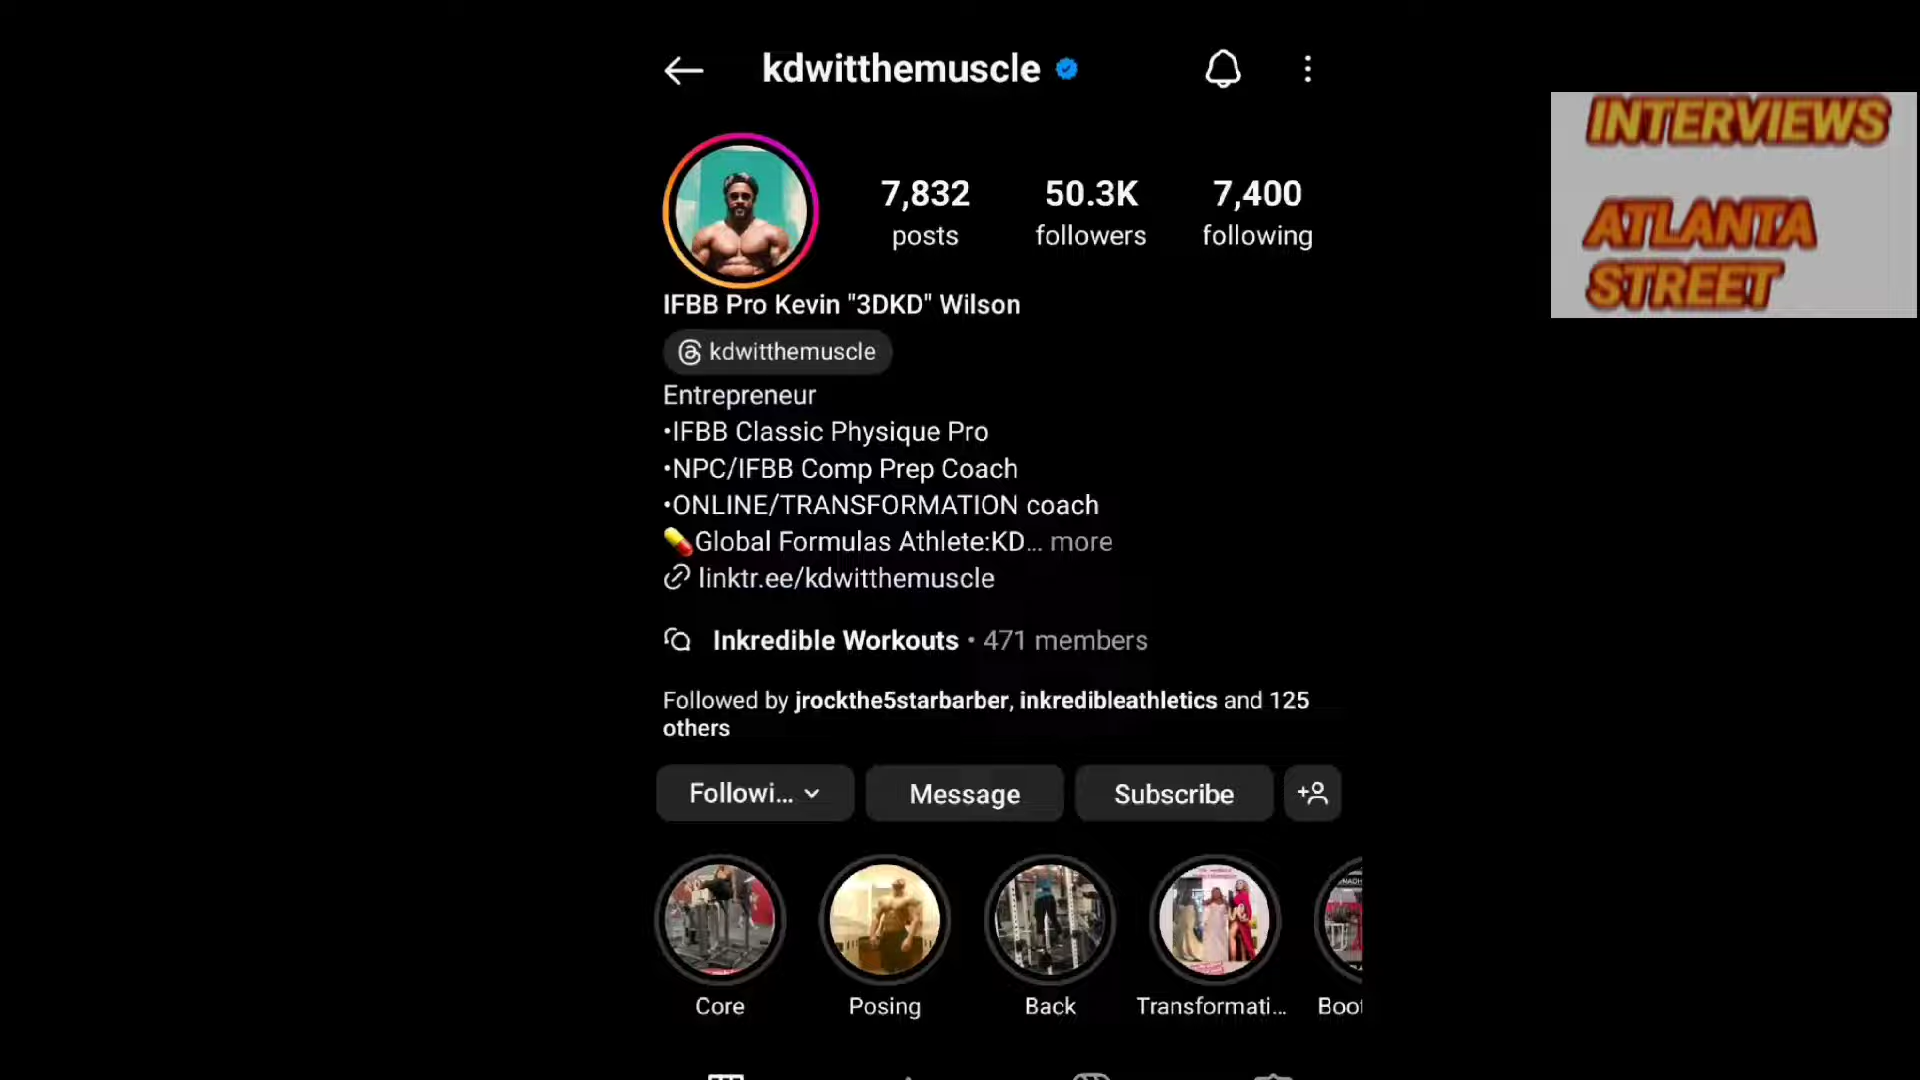 kdwitthemuscle
INTERVIEWS
ATLANTA
STREET
7,832
posts
50.3K
followers
7,400
following
IFBB Pro Kevin "3DKD" Wilson
kdwitthemuscle
Entrepreneur
•IFBB Classic Physique Pro
•NPC/IFBB Comp Prep Coach
•ONLINE/TRANSFORMATION coach
💊Global Formulas Athlete:KD... more
linktr.ee/kdwitthemuscle
Inkredible Workouts • 471 members
Followed by jrockthe5starbarber, inkredibleathletics and 125
others
Followi...
Message
Subscribe
Core
Posing
Back
Transformati...
Boot